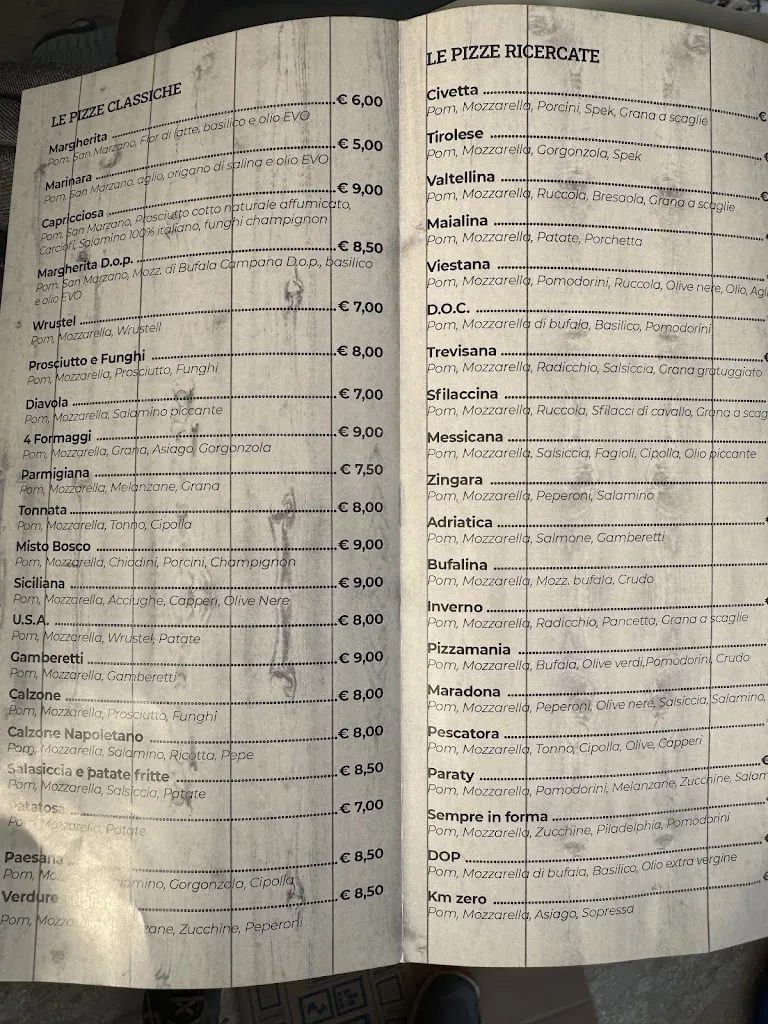 LE PIZZE CLASSICHE
Margherita € 6,00
Pom. San Marzano, Fior di latte, basilico e olio EVO
Marinara € 5,00
Pom. San Marzano, aglio, origano di salina e olio EVO
Capricciosa € 9,00
Pom. San Marzano, Prosciutto cotto naturale affumicato,
Carciofi, Salamino 100% italiano, funghi champignon
Margherita D.o.p. € 8,50
Pom. San Marzano, Mozz. di Bufala Campana D.o.p., basilico
e olio EVO
Wrustel € 7,00
Pom, Mozzarella, Wrustell
Prosciutto e Funghi € 8,00
Pom, Mozzarella, Prosciutto, Funghi
Diavola € 7,00
Pom, Mozzarella, Salamino piccante
4 Formaggi € 9,00
Pom, Mozzarella, Grana, Asiago, Gorgonzola
Parmigiana € 7,50
Pom, Mozzarella, Melanzane, Grana
Tonnata € 8,00
Pom, Mozzarella, Tonno, Cipolla
Misto Bosco € 9,00
Pom, Mozzarella, Chiodini, Porcini, Champignon
Siciliana € 9,00
Pom, Mozzarella, Acciughe, Capperi, Olive Nere
U.S.A. € 8,00
Pom, Mozzarella, Wrustel, Patate
Gamberetti € 9,00
Pom, Mozzarella, Gamberetti
Calzone € 8,00
Pom, Mozzarella, Prosciutto, Funghi
Calzone Napoletano € 8,00
Pom, Mozzarella, Salamino, Ricotta, Pepe
Salasiccia e patate fritte € 8,50
Pom, Mozzarella, Salsiccia, Patate
Patatosa € 7,00
Pom, Mozzarella, Patate
Paesana € 8,50
Pom, Gorgonzola, Cipolla
Verdure € 8,50
Pom, Zucchine, Peperoni
LE PIZZE RICERCATE
Civetta €
Pom, Mozzarella, Porcini, Spek, Grana a scaglie
Tirolese
Pom, Mozzarella, Gorgonzola, Spek
Valtellina
Pom, Mozzarella, Ruccola, Bresaola, Grana a scaglie
Maialina
Pom, Mozzarella, Patate, Porchetta
Viestana
Pom, Mozzarella, Pomodorini, Ruccola, Olive nere, Olio,
D.O.C.
Pom, Mozzarella di bufala, Basilico, Pomodorini
Trevisana
Pom, Mozzarella, Radicchio, Salsiccia, Grana gratuggiato
Sfilaccina
Pom, Mozzarella, Ruccola, Sfilacci di cavallo, Grana a
Messicana
Pom, Mozzarella, Salsiccia, Fagioli, Cipolla, Olio piccante
Zingara
Pom, Mozzarella, Peperoni, Salamino
Adriatica
Pom, Mozzarella, Salmone, Gamberetti
Bufalina
Pom, Mozzarella, Mozz. bufala, Crudo
Inverno
Pom, Mozzarella, Radicchio, Pancetta, Grana a scaglie
Pizzamania
Pom, Mozzarella, Bufala, Olive verdi,Pomodorini, Crudo
Maradona
Pom, Mozzarella, Peperoni, Olive nere, Salsiccia, Salamino,
Pescatora
Pom, Mozzarella, Tonno, Cipolla, Olive, Capperi
Paraty
Pom, Mozzarella, Pomodorini, Melanzane, Zucchine,
Sempre in forma
Pom, Mozzarella, Zucchine, Piladelphia, Pomodorini
DOP
Pom, Mozzarella di bufala, Basilico, Olio extra vergine
Km zero
Pom, Mozzarella, Asiago, Sopressa